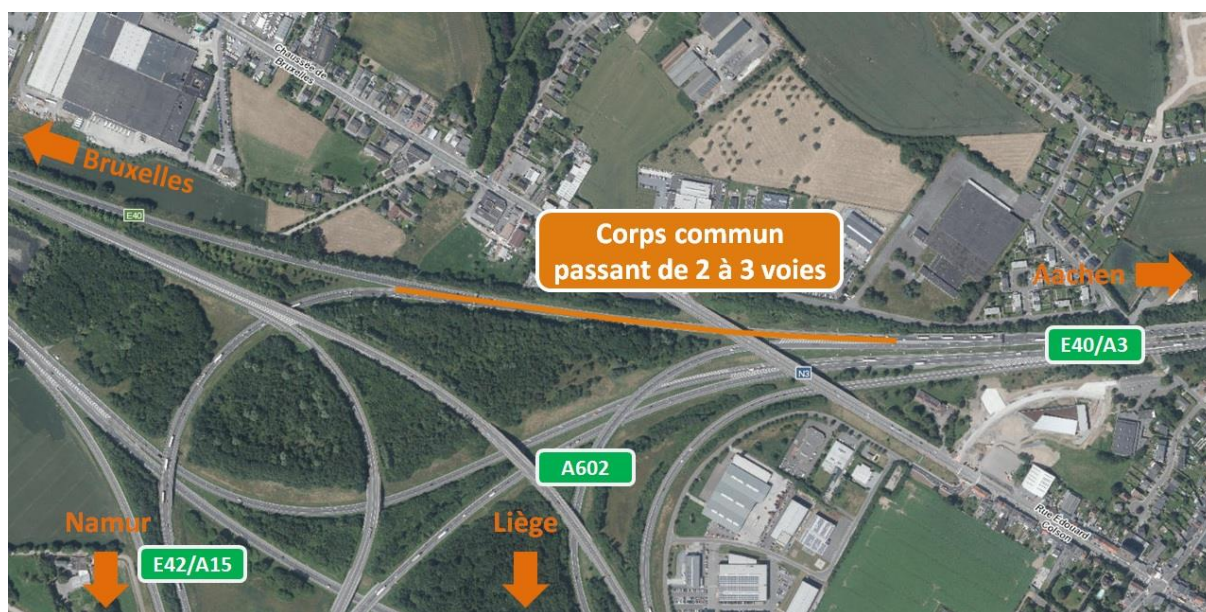 Chaussée de
Bruxelles
Bruxelles
E40
Corps commun
passant de 2 à 3 voies
Aachen
E40/A3
N3
A602
Namur
Liège
Rue Édouard
Colson
E42/A15